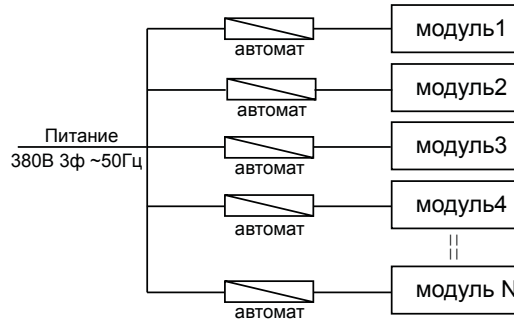 модуль1
автомат
модуль2
автомат
Питание
380В 3ф ~50Гц
модуль3
автомат
модуль4
автомат
модуль N
автомат